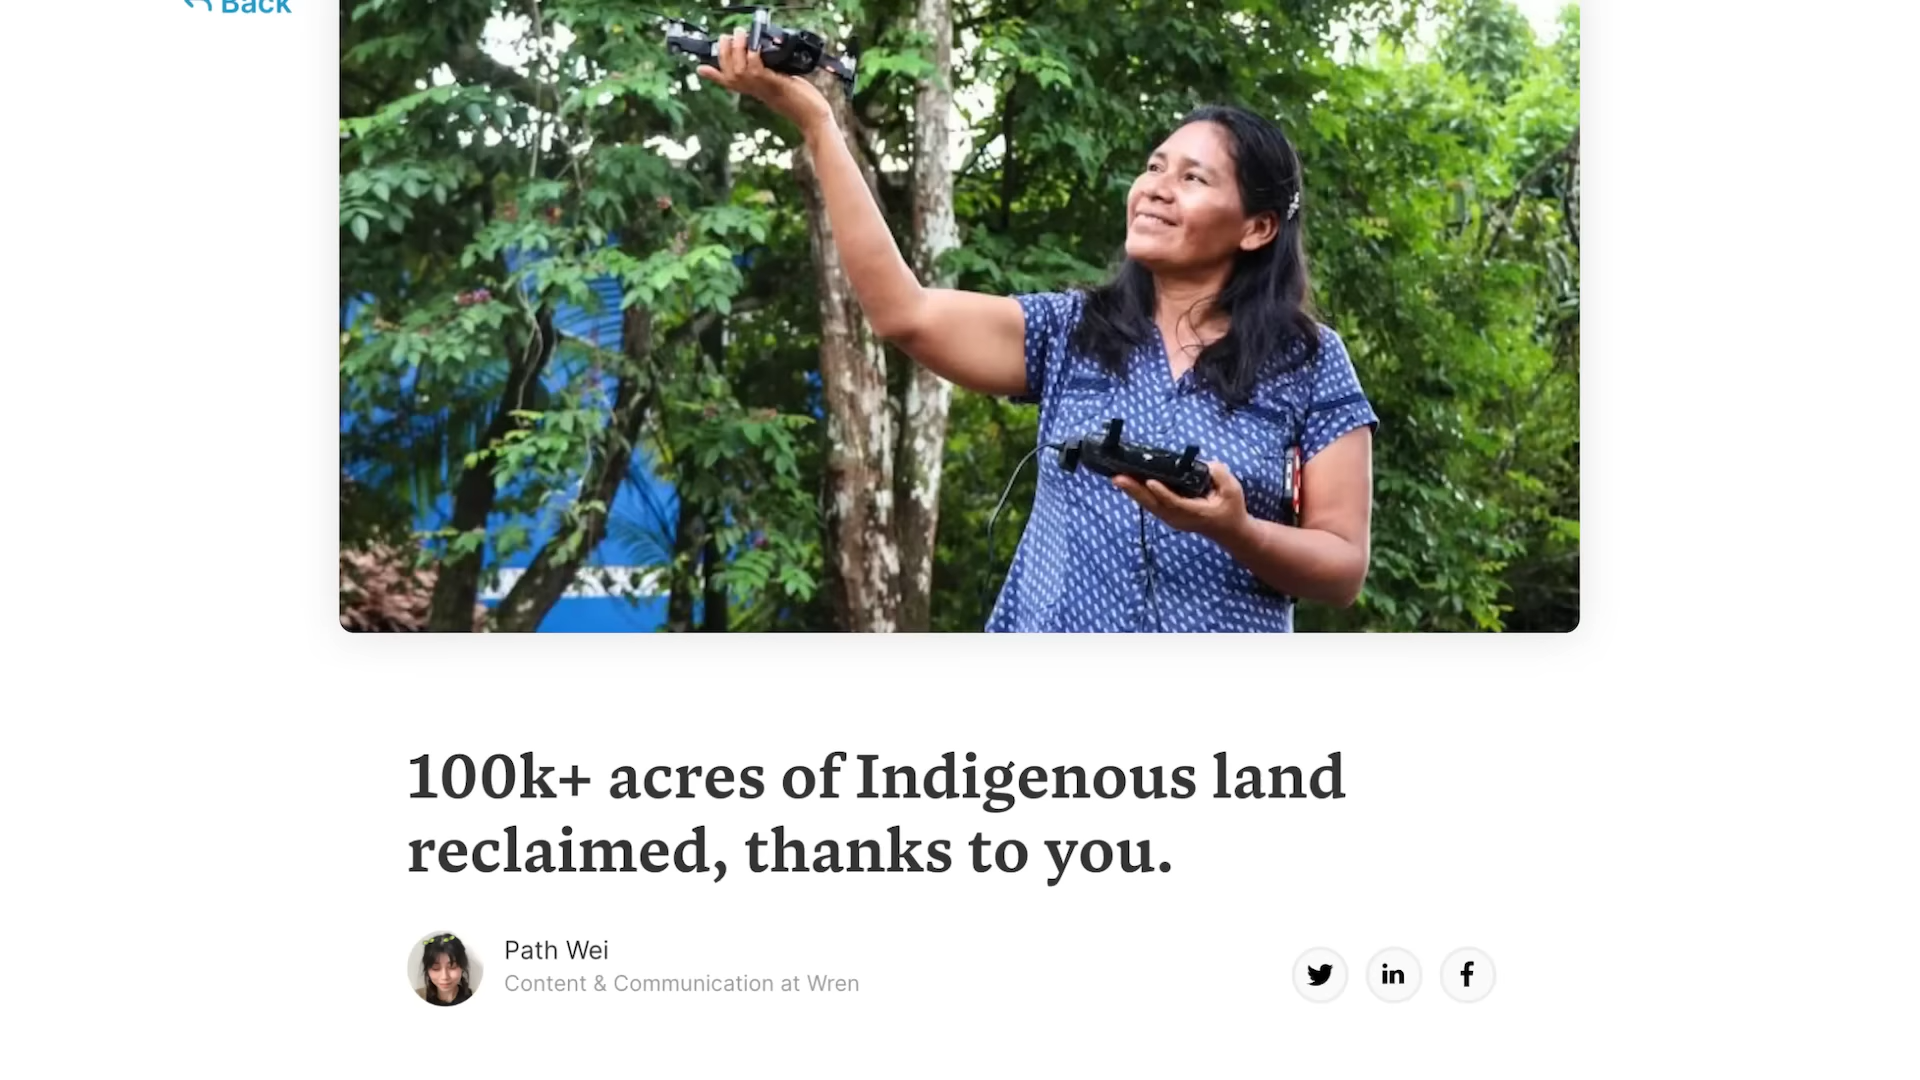 Back
100k+ acres of Indigenous land
reclaimed, thanks to you.
Path Wei
Content & Communication at Wren
in
f